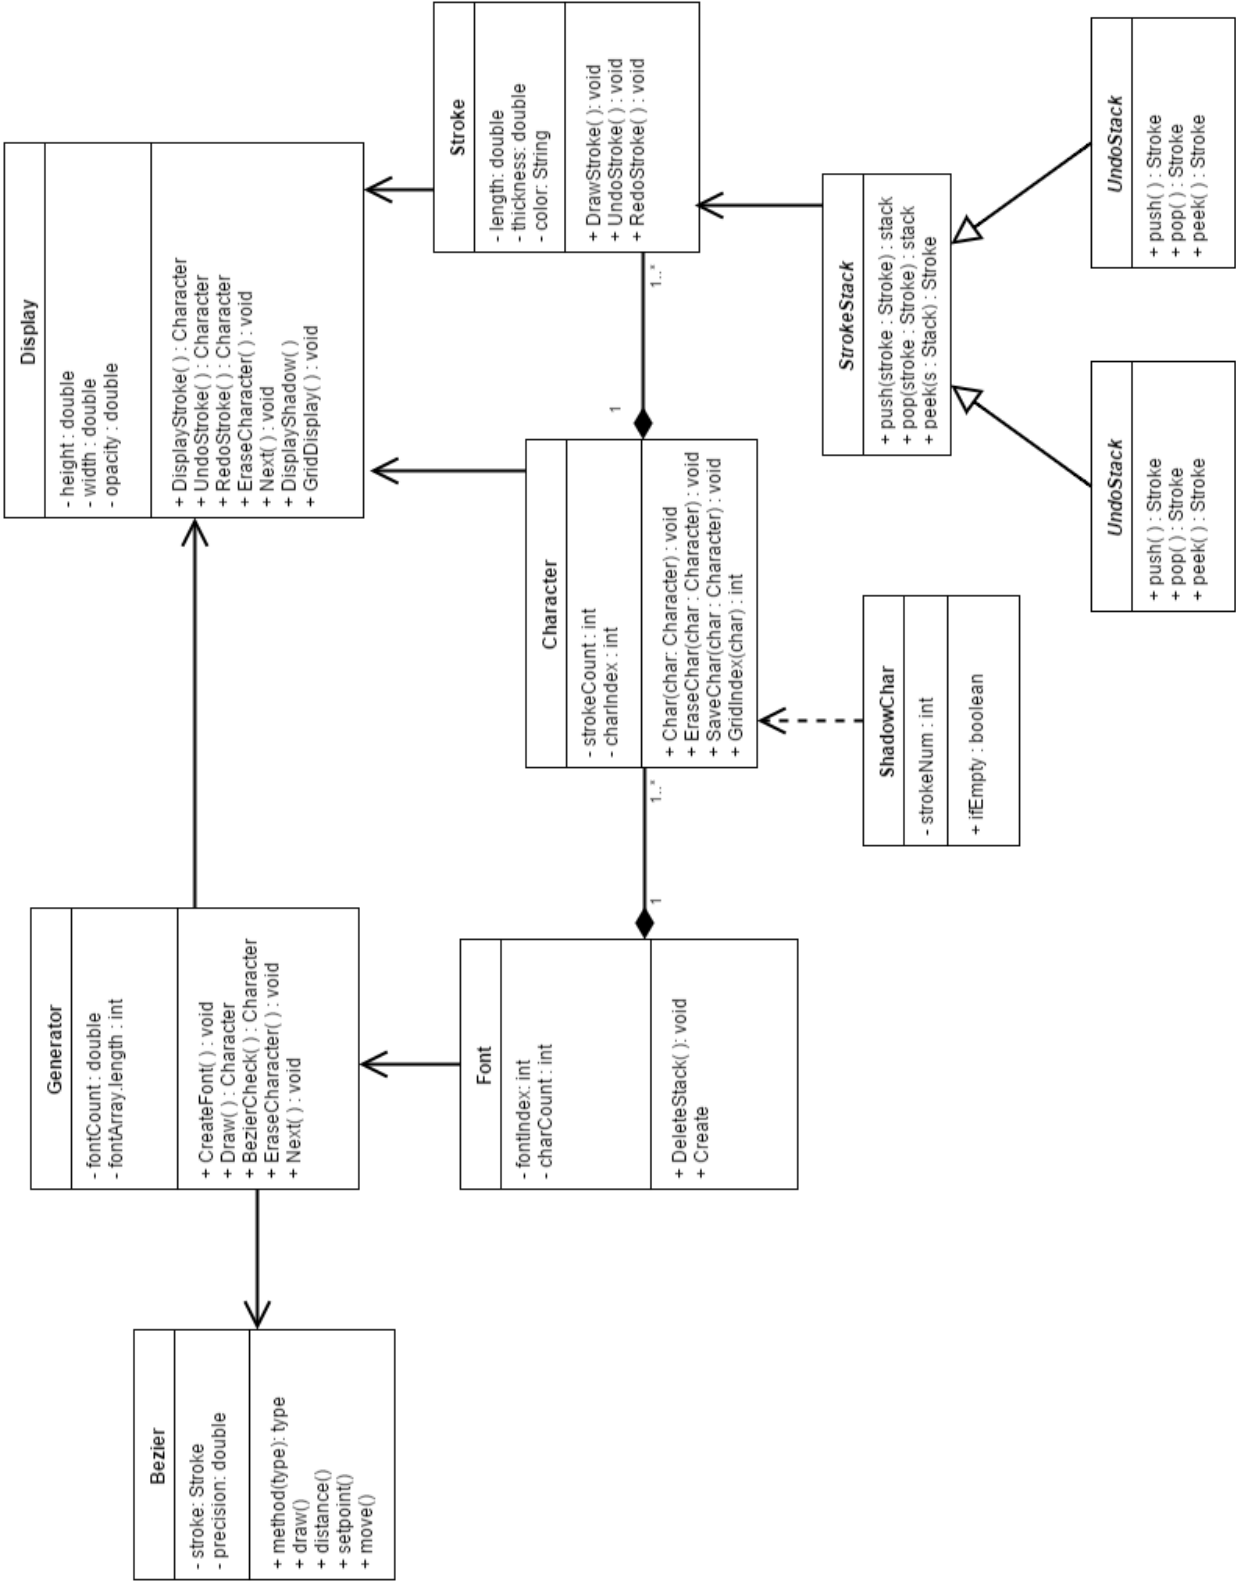 Bezier
- stroke: Stroke
- precision: double
+ method(type): type
+ draw()
+ distance()
+ setpoint()
+ move()
Generator
- fontCount : double
- fontArray.length : int
+ CreateFont( ) : void
+ Draw( ) : Character
+ BezierCheck( ) : Character
+ EraseCharacter( ) : void
+ Next( ) : void
Display
- height : double
- width : double
- opacity : double
+ DisplayStroke( ) : Character
+ UndoStroke( ) : Character
+ RedoStroke( ) : Character
+ EraseCharacter( ) : void
+ Next( ) : void
+ DisplayShadow( )
+ GridDisplay( ) : void
Font
- fontIndex: int
- charCount : int
+ DeleteStack( ): void
+ Create
1
1..*
Character
- strokeCount : int
- charIndex : int
+ Char(char: Character) : void
+ EraseChar(char : Character) : void
+ SaveChar(char : Character) : void
+ GridIndex(char) : int
1
1..*
Stroke
- length: double
- thickness: double
- color: String
+ DrawStroke( ): void
+ UndoStroke( ) : void
+ RedoStroke( ) : void
ShadowChar
- strokeNum : int
+ ifEmpty : boolean
StrokeStack
+ push(stroke : Stroke) : stack
+ pop(stroke : Stroke) : stack
+ peek(s : Stack) : Stroke
UndoStack
+ push( ) : Stroke
+ pop( ) : Stroke
+ peek( ) : Stroke
UndoStack
+ push( ) : Stroke
+ pop( ) : Stroke
+ peek( ) : Stroke